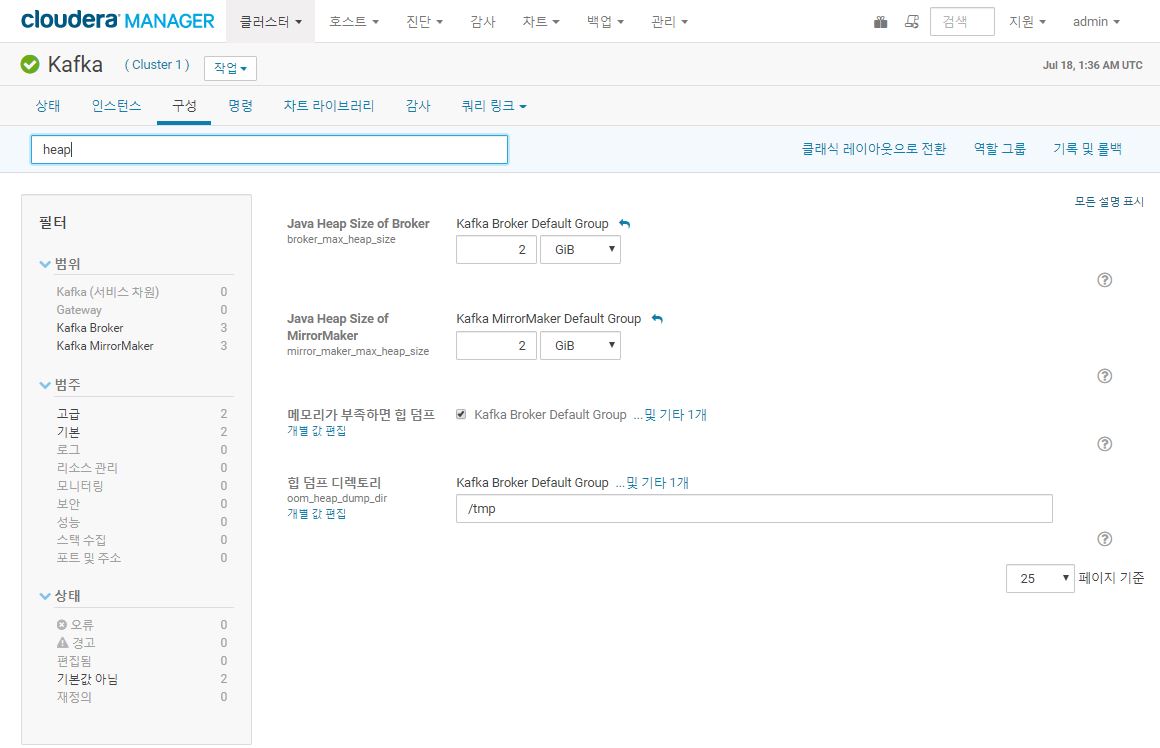 cloudera MANAGER 클러스터 호스트 진단 감사 차트 백업 관리 검색 지원 admin
Kafka ( Cluster 1 ) 작업 Jul 18, 1:36 AM UTC
상태 인스턴스 구성 명령 차트 라이브러리 감사 쿼리 링크
heap 클래식 레이아웃으로 전환 역할 그룹 기록 및 롤백
모든 설명 표시
필터
범위
Kafka (서비스 차원) 0
Gateway 0
Kafka Broker 3
Kafka MirrorMaker 3
범주
고급 2
기본 2
로그 0
리소스 관리 0
모니터링 0
보안 0
성능 0
스택 수집 0
포트 및 주소 0
상태
오류 0
경고 0
편집됨 0
기본값 아님 2
재정의 0
Java Heap Size of Broker Kafka Broker Default Group
broker_max_heap_size
2 GiB
Java Heap Size of Kafka MirrorMaker Default Group
MirrorMaker
mirror_maker_max_heap_size
2 GiB
메모리가 부족하면 힙 덤프 Kafka Broker Default Group ...및 기타 1개
개별 값 편집
힙 덤프 디렉토리 Kafka Broker Default Group ...및 기타 1개
oom_heap_dump_dir
개별 값 편집
/tmp
25 페이지 기준